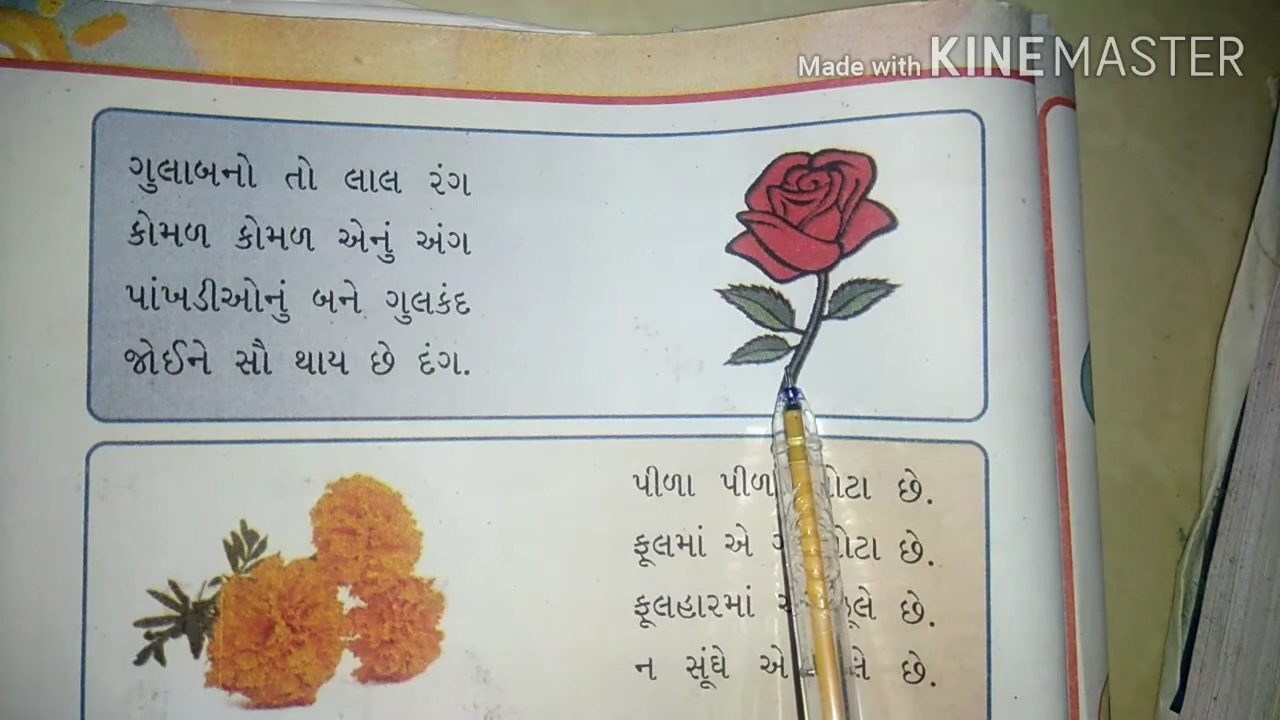 Made with KINEMASTER
ગુલાબનો તો લાલ રંગ
કોમળ કોમળ એનું અંગ
પાંખડીઓનું બને ગુલકંદ
જોઈને સૌ થાય છે દંગ.
પીળા પીળા છે.
ફૂલમાં એ છે.
ફૂલહારમાં છે.
ન સૂંઘે એ છે.